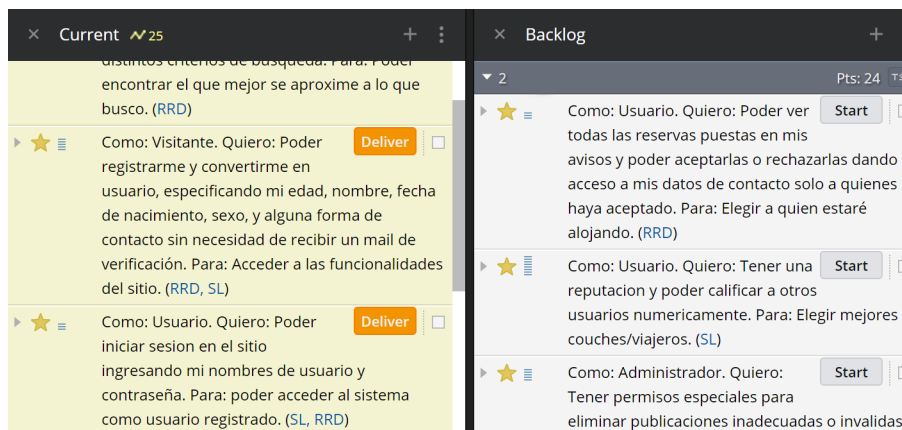 Current 25
distintos criterios de busqueda. Para: Poder
encontrar el que mejor se aproxime a lo que
busco. (RRD)
Como: Visitante. Quiero: Poder
Deliver
registrarme y convertirme en
usuario, especificando mi edad, nombre, fecha
de nacimiento, sexo, y alguna forma de
contacto sin necesidad de recibir un mail de
verificación. Para: Acceder a las funcionalidades
del sitio. (RRD, SL)
Como: Usuario. Quiero: Poder
Deliver
iniciar sesion en el sitio
ingresando mi nombres de usuario y
contraseña. Para: poder acceder al sistema
como usuario registrado. (SL, RRD)
Backlog
2 Pts: 24
Como: Usuario. Quiero: Poder ver
Start
todas las reservas puestas en mis
avisos y poder aceptarlas o rechazarlas dando
acceso a mis datos de contacto solo a quienes
haya aceptado. Para: Elegir a quien estaré
alojando. (RRD)
Como: Usuario. Quiero: Tener una
Start
reputacion y poder calificar a otros
usuarios numericamente. Para: Elegir mejores
couches/viajeros. (SL)
Como: Administrador. Quiero:
Start
Tener permisos especiales para
eliminar publicaciones inadecuadas o invalidas